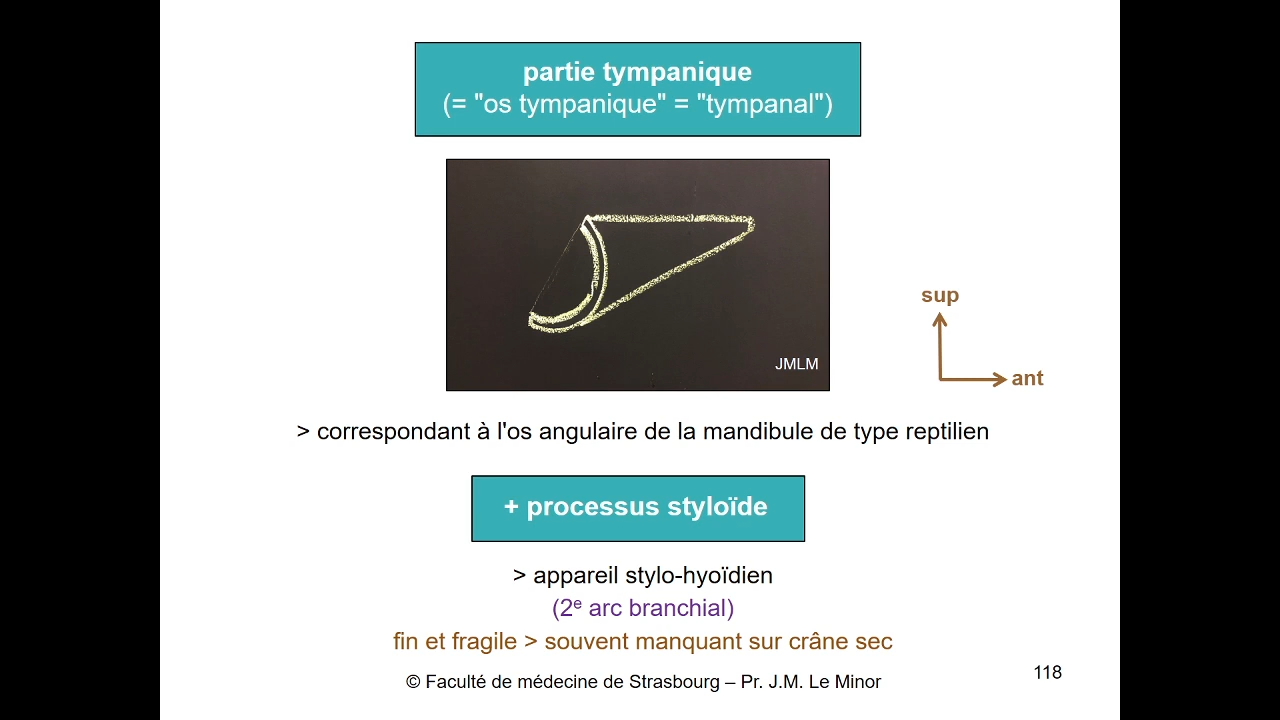 partie tympanique
(= "os tympanique" = "tympanal")
JMLM
sup
ant
> correspondant à l'os angulaire de la mandibule de type reptilien
+ processus styloïde
> appareil stylo-hyoïdien
(2e arc branchial)
fin et fragile > souvent manquant sur crâne sec
© Faculté de médecine de Strasbourg – Pr. J.M. Le Minor
118